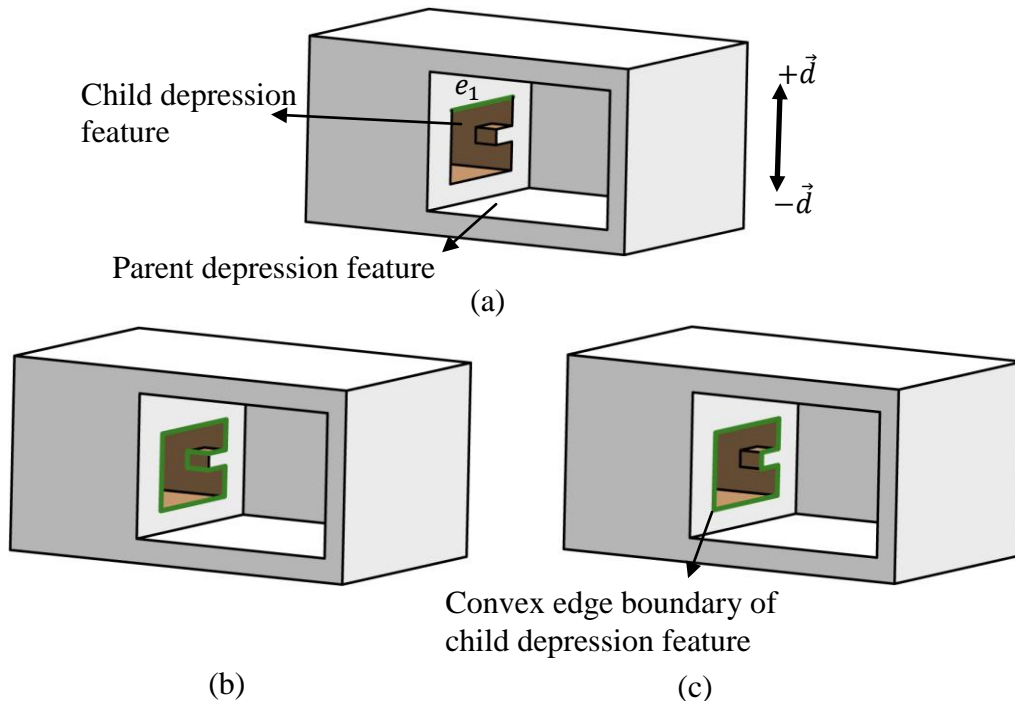 e₁
+d⃗
Child depression
feature
−d⃗
Parent depression feature
(a)
Convex edge boundary of
child depression feature
(b)
(c)